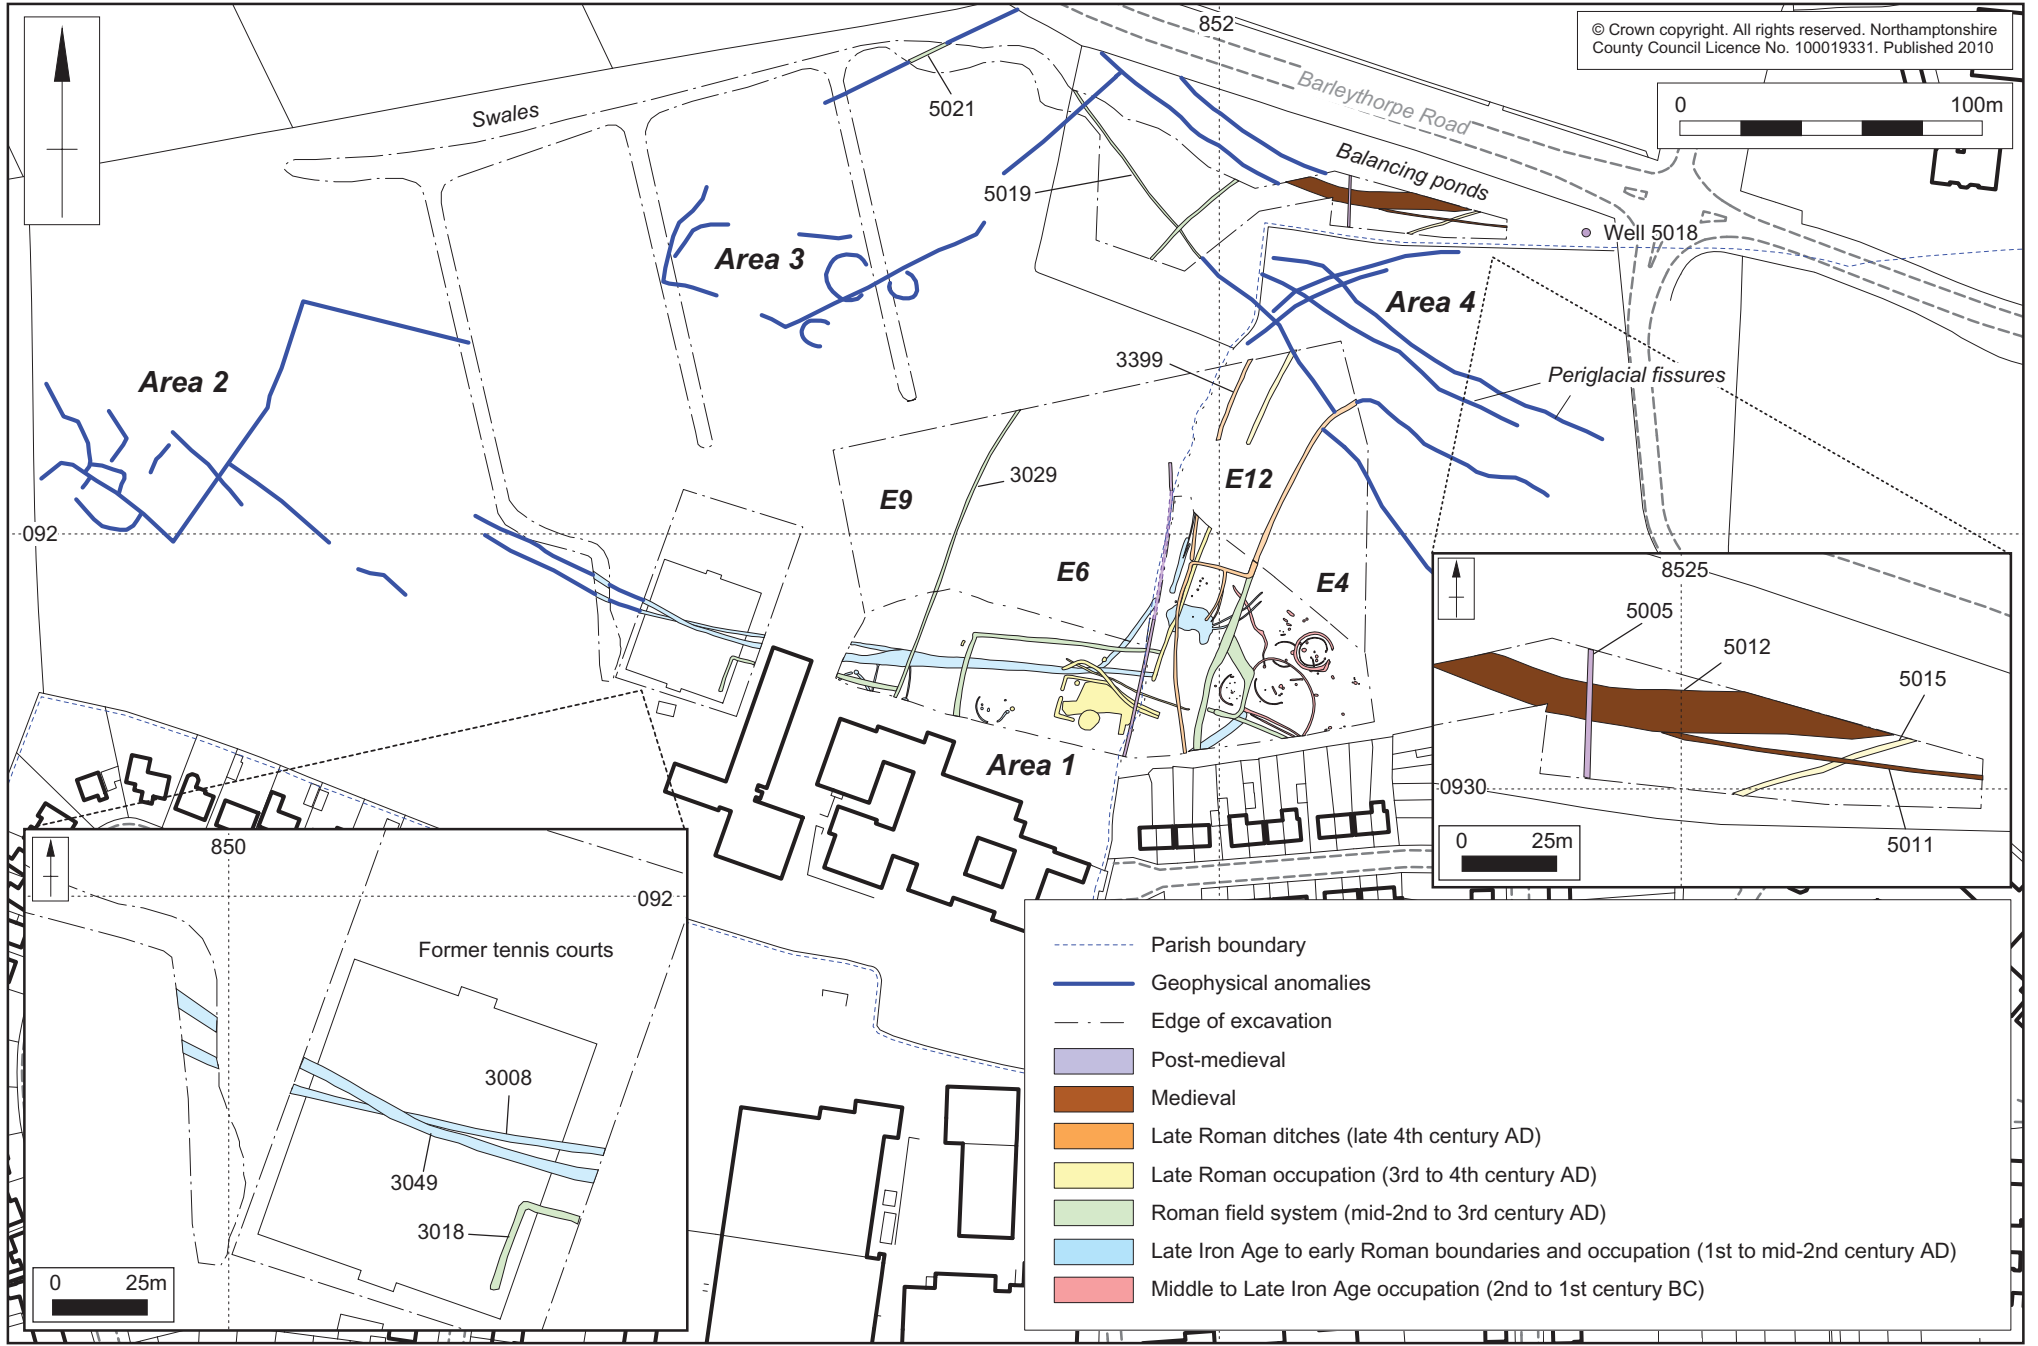 852
© Crown copyright. All rights reserved. Northamptonshire
County Council Licence No. 100019331. Published 2010
0 100m
Barleythorpe Road
Swales
5021
Balancing ponds
5019
Well 5018
Area 3
Area 4
3399
Periglacial fissures
Area 2
3029
E12
E9
092
E6
E4
Area 1
8525
5005
5012
5015
0930
5011
0 25m
850
092
Former tennis courts
3008
3049
3018
0 25m
Parish boundary
Geophysical anomalies
Edge of excavation
Post-medieval
Medieval
Late Roman ditches (late 4th century AD)
Late Roman occupation (3rd to 4th century AD)
Roman field system (mid-2nd to 3rd century AD)
Late Iron Age to early Roman boundaries and occupation (1st to mid-2nd century AD)
Middle to Late Iron Age occupation (2nd to 1st century BC)